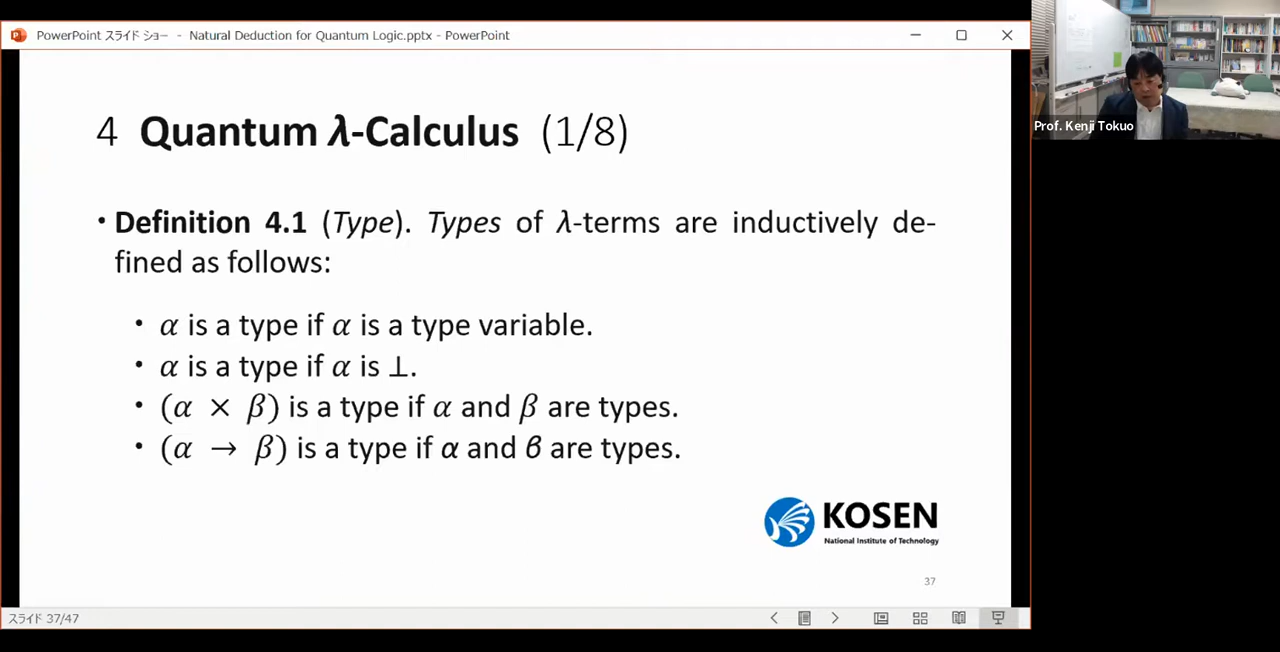 PowerPoint スライド ショー - Natural Deduction for Quantum Logic.pptx - PowerPoint
Prof. Kenji Tokuo
4 Quantum λ-Calculus (1/8)
• Definition 4.1 (Type). Types of λ-terms are inductively de-
fined as follows:
• α is a type if α is a type variable.
• α is a type if α is ⊥.
• (α × β) is a type if α and β are types.
• (α → β) is a type if α and β are types.
KOSEN
National Institute of Technology
37
スライド 37/47